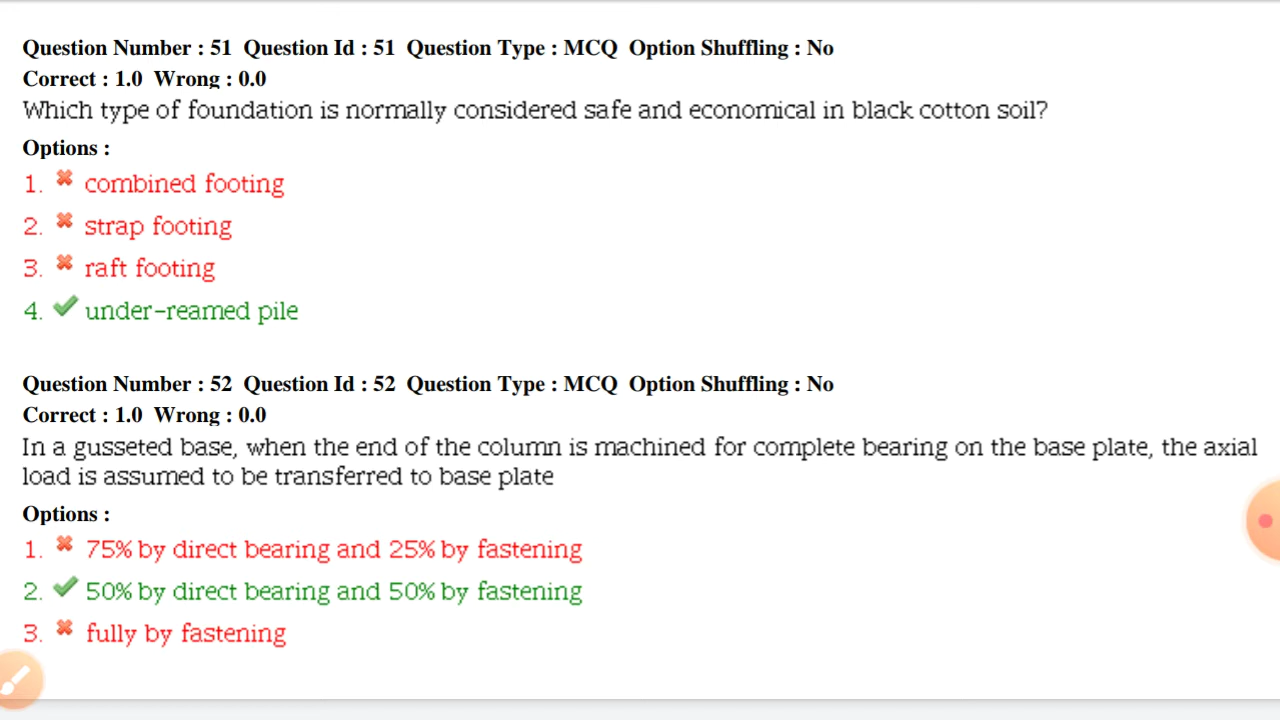 Question Number : 51 Question Id : 51 Question Type : MCQ Option Shuffling : No
Correct : 1.0 Wrong : 0.0
Which type of foundation is normally considered safe and economical in black cotton soil?
Options :
1. combined footing
2. strap footing
3. raft footing
4. under-reamed pile
Question Number : 52 Question Id : 52 Question Type : MCQ Option Shuffling : No
Correct : 1.0 Wrong : 0.0
In a gusseted base, when the end of the column is machined for complete bearing on the base plate, the axial
load is assumed to be transferred to base plate
Options :
1. 75% by direct bearing and 25% by fastening
2. 50% by direct bearing and 50% by fastening
3. fully by fastening